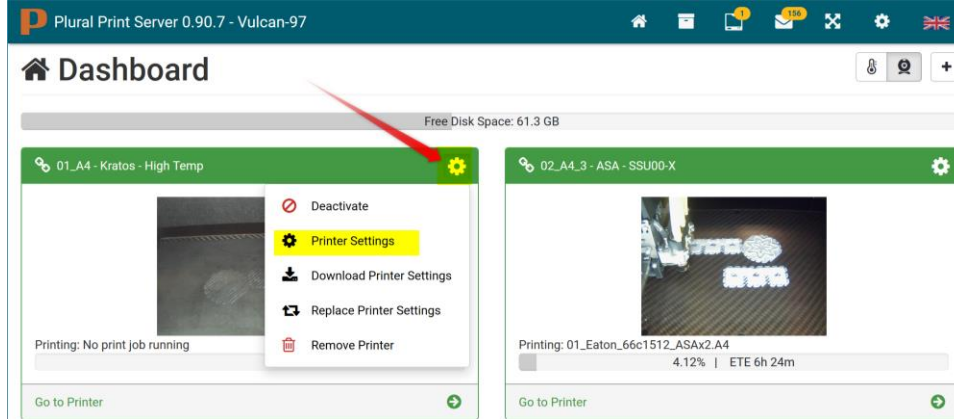 Plural Print Server 0.90.7 - Vulcan-97
1
156
Dashboard
Free Disk Space: 61.3 GB
01_A4 - Kratos - High Temp
Deactivate
Printer Settings
Download Printer Settings
Replace Printer Settings
Remove Printer
Printing: No print job running
Go to Printer
02_A4_3 - ASA - SSU00-X
Printing: 01_Eaton_66c1512_ASAx2.A4
4.12% | ETE 6h 24m
Go to Printer